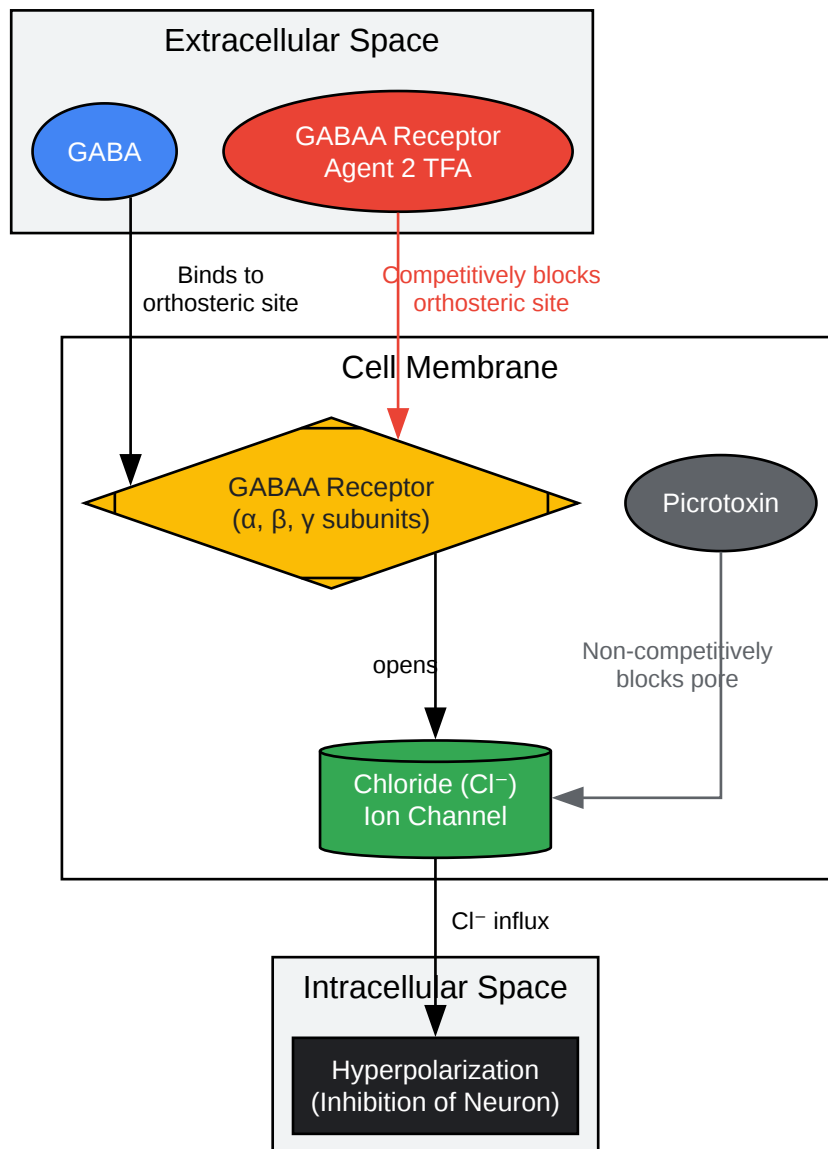 Extracellular Space
GABA
GABAA Receptor
Agent 2 TFA
Binds to
orthosteric site
Competitively blocks
orthosteric site
Cell Membrane
GABAA Receptor
(α, β, γ subunits)
Picrotoxin
opens
Non-competitively
blocks pore
Chloride (Cl⁻)
Ion Channel
Cl⁻ influx
Intracellular Space
Hyperpolarization
(Inhibition of Neuron)